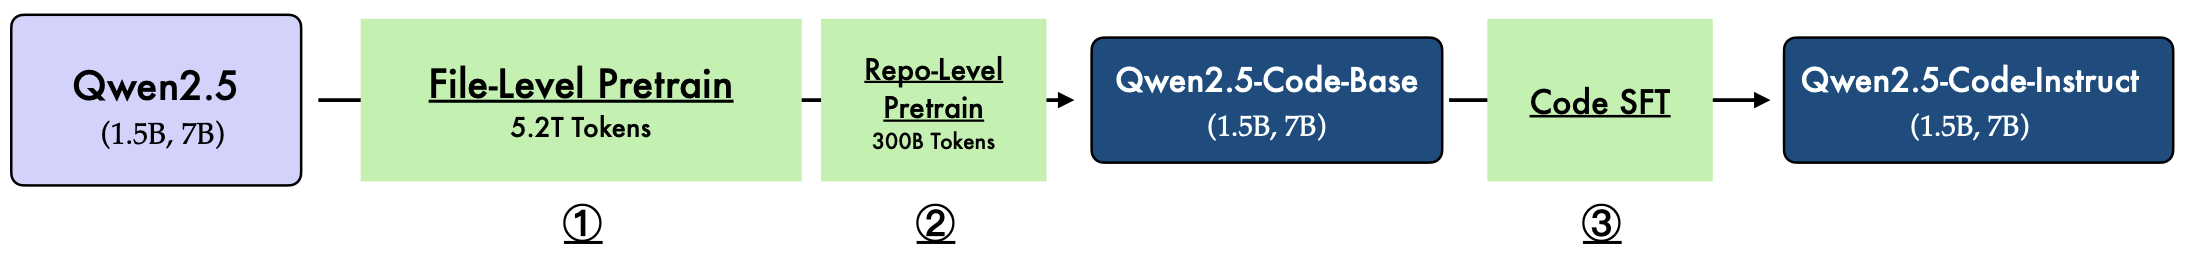 Qwen2.5
(1.5B, 7B)
File-Level Pretrain
5.2T Tokens
Repo-Level
Pretrain
300B Tokens
Qwen2.5-Code-Base
(1.5B, 7B)
Code SFT
Qwen2.5-Code-Instruct
(1.5B, 7B)
①
②
③